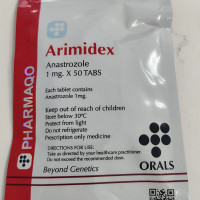 Arimidex
Anastrozole
1 mg. X 50 TABS
Each tablet contains
Anastrozole 1mg.
Keep out of reach of children
Store below 30°C
Protect from light
Do not refrigerate
Prescription only medicine
DIRECTIONS FOR USE:
Take as directed by your healthcare practitioner.
Do not exceed the recommended dose.
Beyond Genetics
ORALS
PHARMAQO